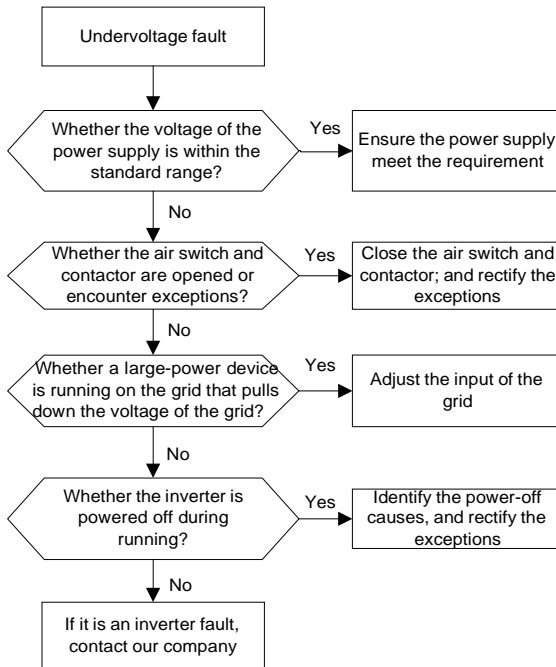 Undervoltage fault
Whether the voltage of the
power supply is within the
standard range?
Yes
Ensure the power supply
meet the requirement
No
Whether the air switch and
contactor are opened or
encounter exceptions?
Yes
Close the air switch and
contactor; and rectify the
exceptions
No
Whether a large-power device
is running on the grid that pulls
down the voltage of the grid?
Yes
Adjust the input of the
grid
No
Whether the inverter is
powered off during
running?
Yes
Identify the power-off
causes, and rectify the
exceptions
No
If it is an inverter fault,
contact our company